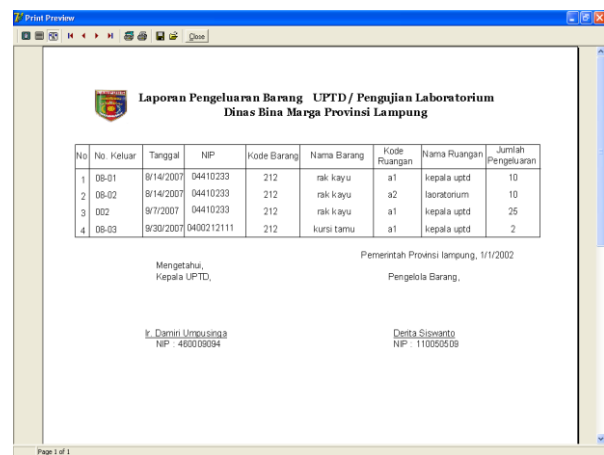 Print Preview
Close
Laporan Pengeluaran Barang UPTD / Pengujian Laboratorium
Dinas Bina Marga Provinsi Lampung
No No. Keluar Tanggal NIP Kode Barang Nama Barang Kode Ruangan Nama Ruangan Jumlah Pengeluaran
1 08-01 8/14/2007 04410233 212 rak kayu a1 kepala uptd 10
2 08-02 8/14/2007 04410233 212 rak kayu a2 laoratorium 10
3 002 9/7/2007 04410233 212 rak kayu a1 kepala uptd 25
4 08-03 9/30/2007 0400212111 212 kursi tamu a1 kepala uptd 2
Pemerintah Provinsi lampung, 1/1/2002
Mengetahui,
Kepala UPTD,
Pengelola Barang,
Ir. Damiri Umpusinga
NIP : 460009094
Derita Siswanto
NIP : 110050509
Page 1 of 1